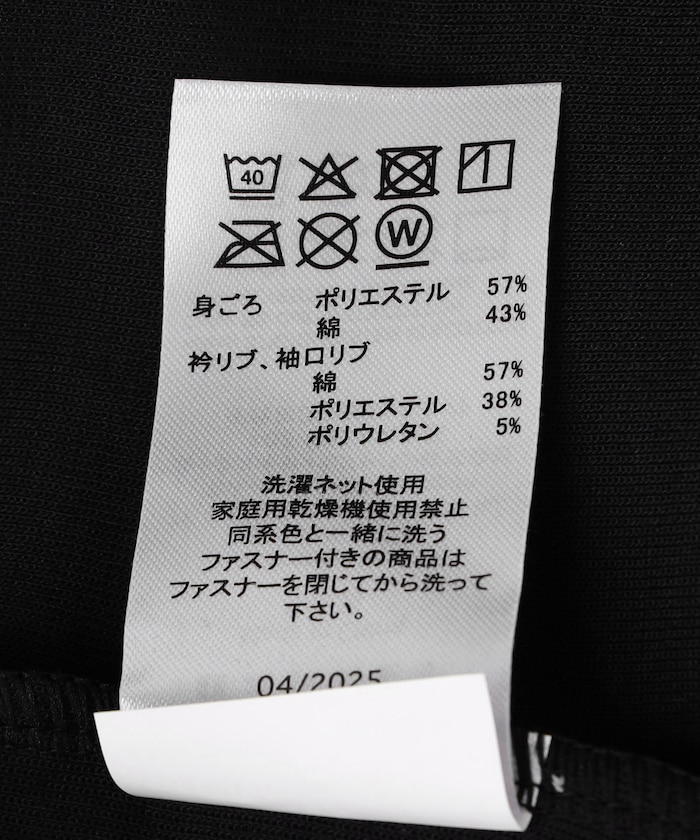 40
W
身ごろ ポリエステル 57%
綿 43%
衿リブ、袖口リブ
綿 57%
ポリエステル 38%
ポリウレタン 5%
洗濯ネット使用
家庭用乾燥機使用禁止
同系色と一緒に洗う
ファスナー付きの商品は
ファスナーを閉じてから洗って
下さい。
04/2025